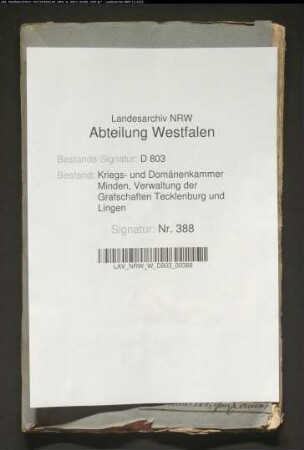 Landesarchiv NRW
Abteilung Westfalen
Bestands-Signatur: D 803
Bestand: Kriegs- und Domänenkammer
Minden, Verwaltung der
Grafschaften Tecklenburg und
Lingen
Signatur: Nr. 388
LAV_NRW_W_D803_00388